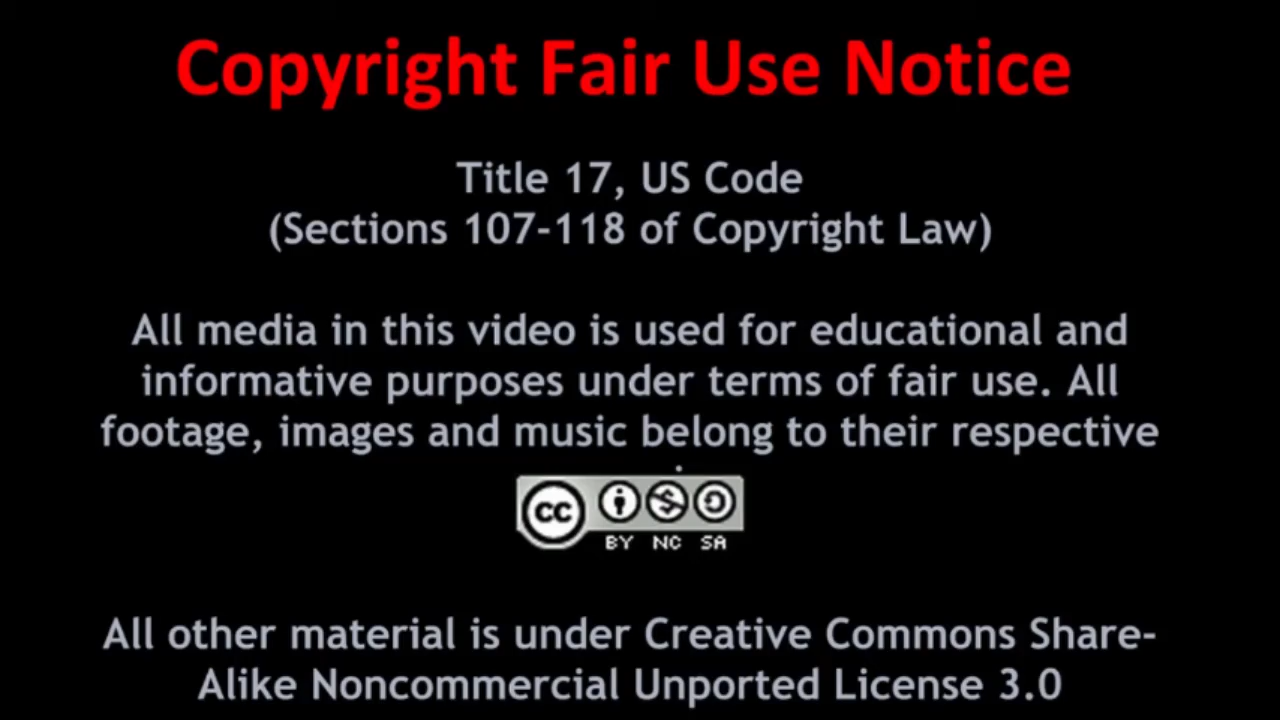 Copyright Fair Use Notice
Title 17, US Code
(Sections 107-118 of Copyright Law)
All media in this video is used for educational and
informative purposes under terms of fair use. All
footage, images and music belong to their respective
cc
BY NC SA
All other material is under Creative Commons Share-
Alike Noncommercial Unported License 3.0